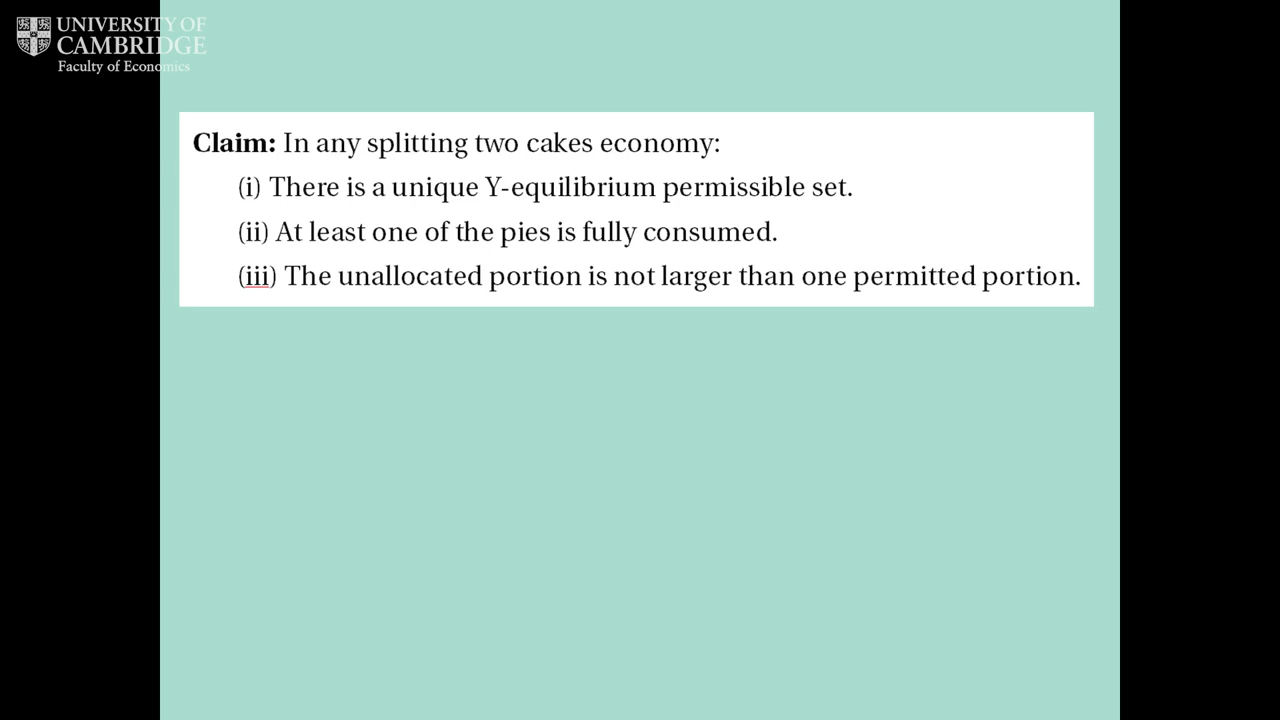 UNIVERSITY OF
CAMBRIDGE
Faculty of Economics
Claim: In any splitting two cakes economy:
(i) There is a unique Y-equilibrium permissible set.
(ii) At least one of the pies is fully consumed.
(iii) The unallocated portion is not larger than one permitted portion.